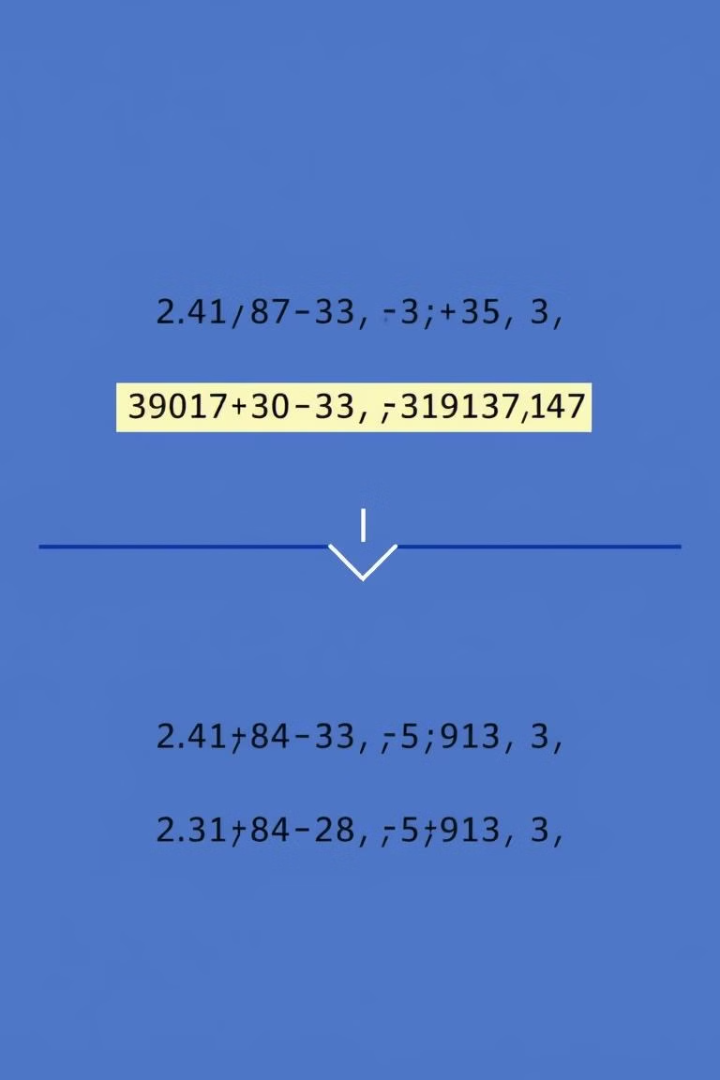 2.41/87-33, -3;+35, 3,
39017+30-33, ,-319137,147
2.41+84-33, ,-5;913, 3,
2.31+84-28, ,-5+913, 3,